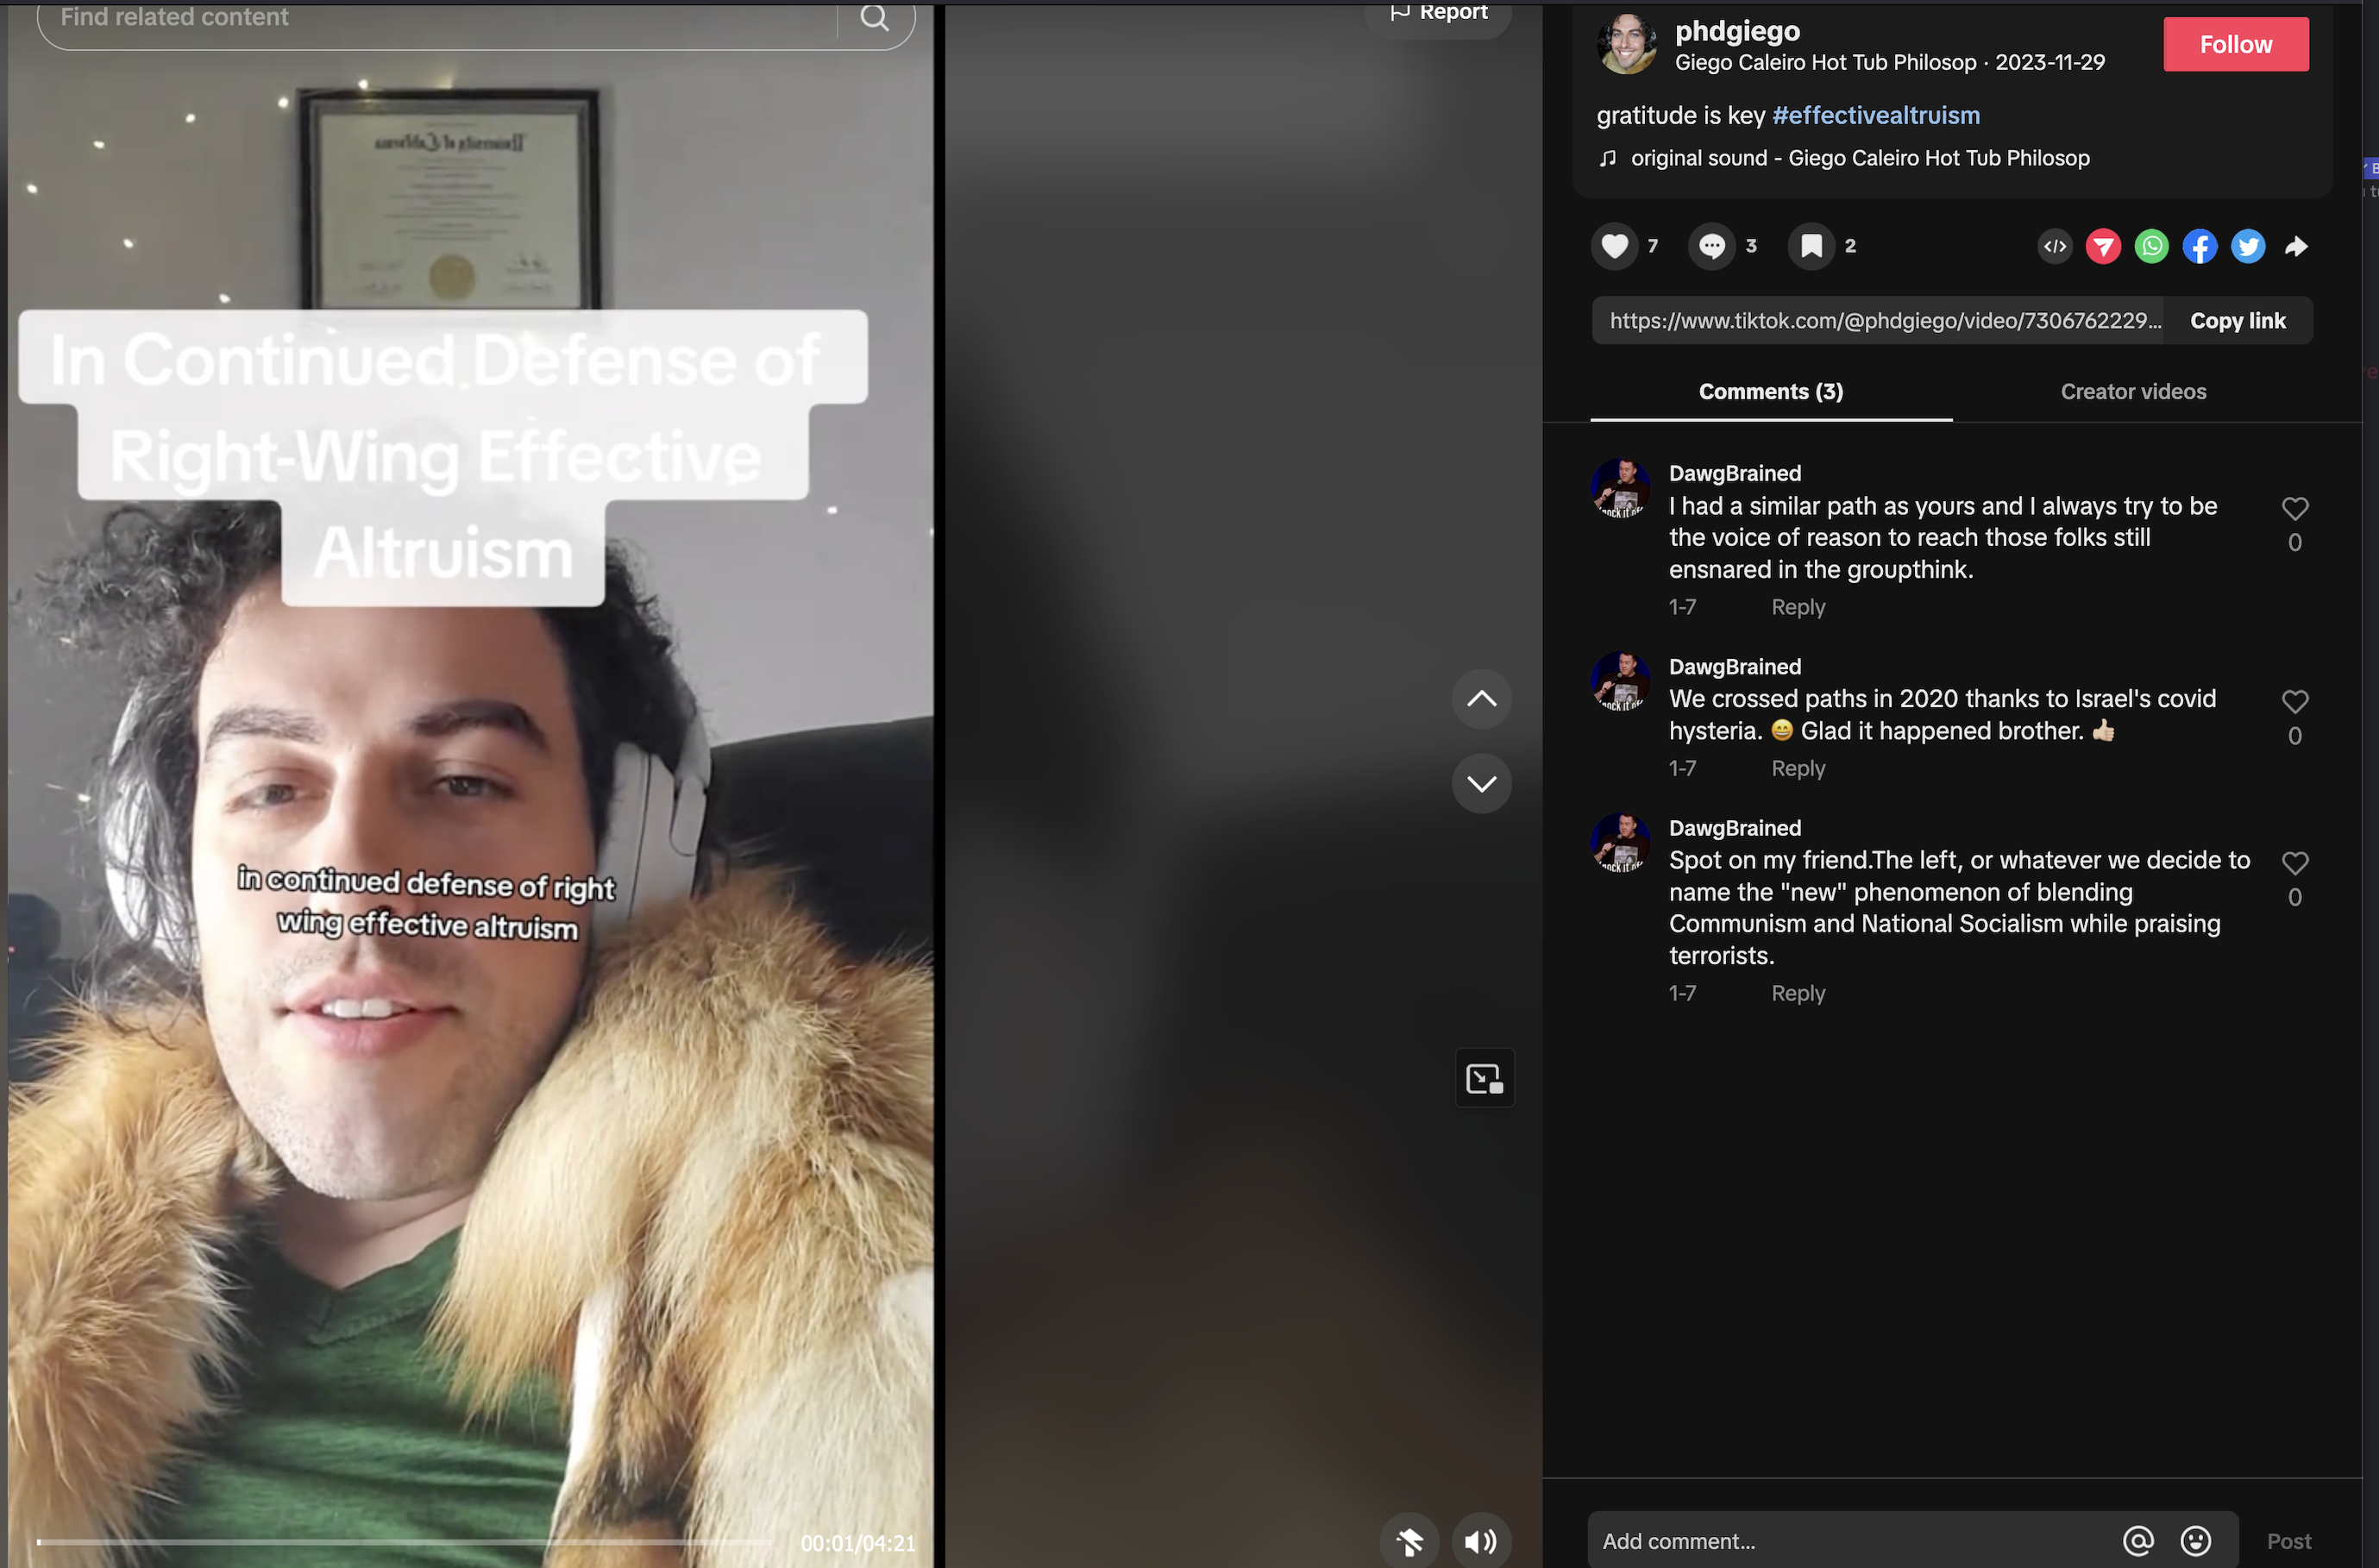 Find related content
Report
University of California
In Continued Defense of
Right-Wing Effective
Altruism
in continued defense of right
wing effective altruism
00:01/04:21
phdgiego
Giego Caleiro Hot Tub Philosop · 2023-11-29
Follow
gratitude is key #effectivealtruism
original sound - Giego Caleiro Hot Tub Philosop
7
3
2
https://www.tiktok.com/@phdgiego/video/7306762229...
Copy link
Comments (3)
Creator videos
DawgBrained
I had a similar path as yours and I always try to be
the voice of reason to reach those folks still
ensnared in the groupthink.
0
1-7
Reply
DawgBrained
We crossed paths in 2020 thanks to Israel's covid
hysteria. 😄 Glad it happened brother. 👍🏼
0
1-7
Reply
DawgBrained
Spot on my friend.The left, or whatever we decide to
name the "new" phenomenon of blending
Communism and National Socialism while praising
terrorists.
0
1-7
Reply
Add comment...
Post